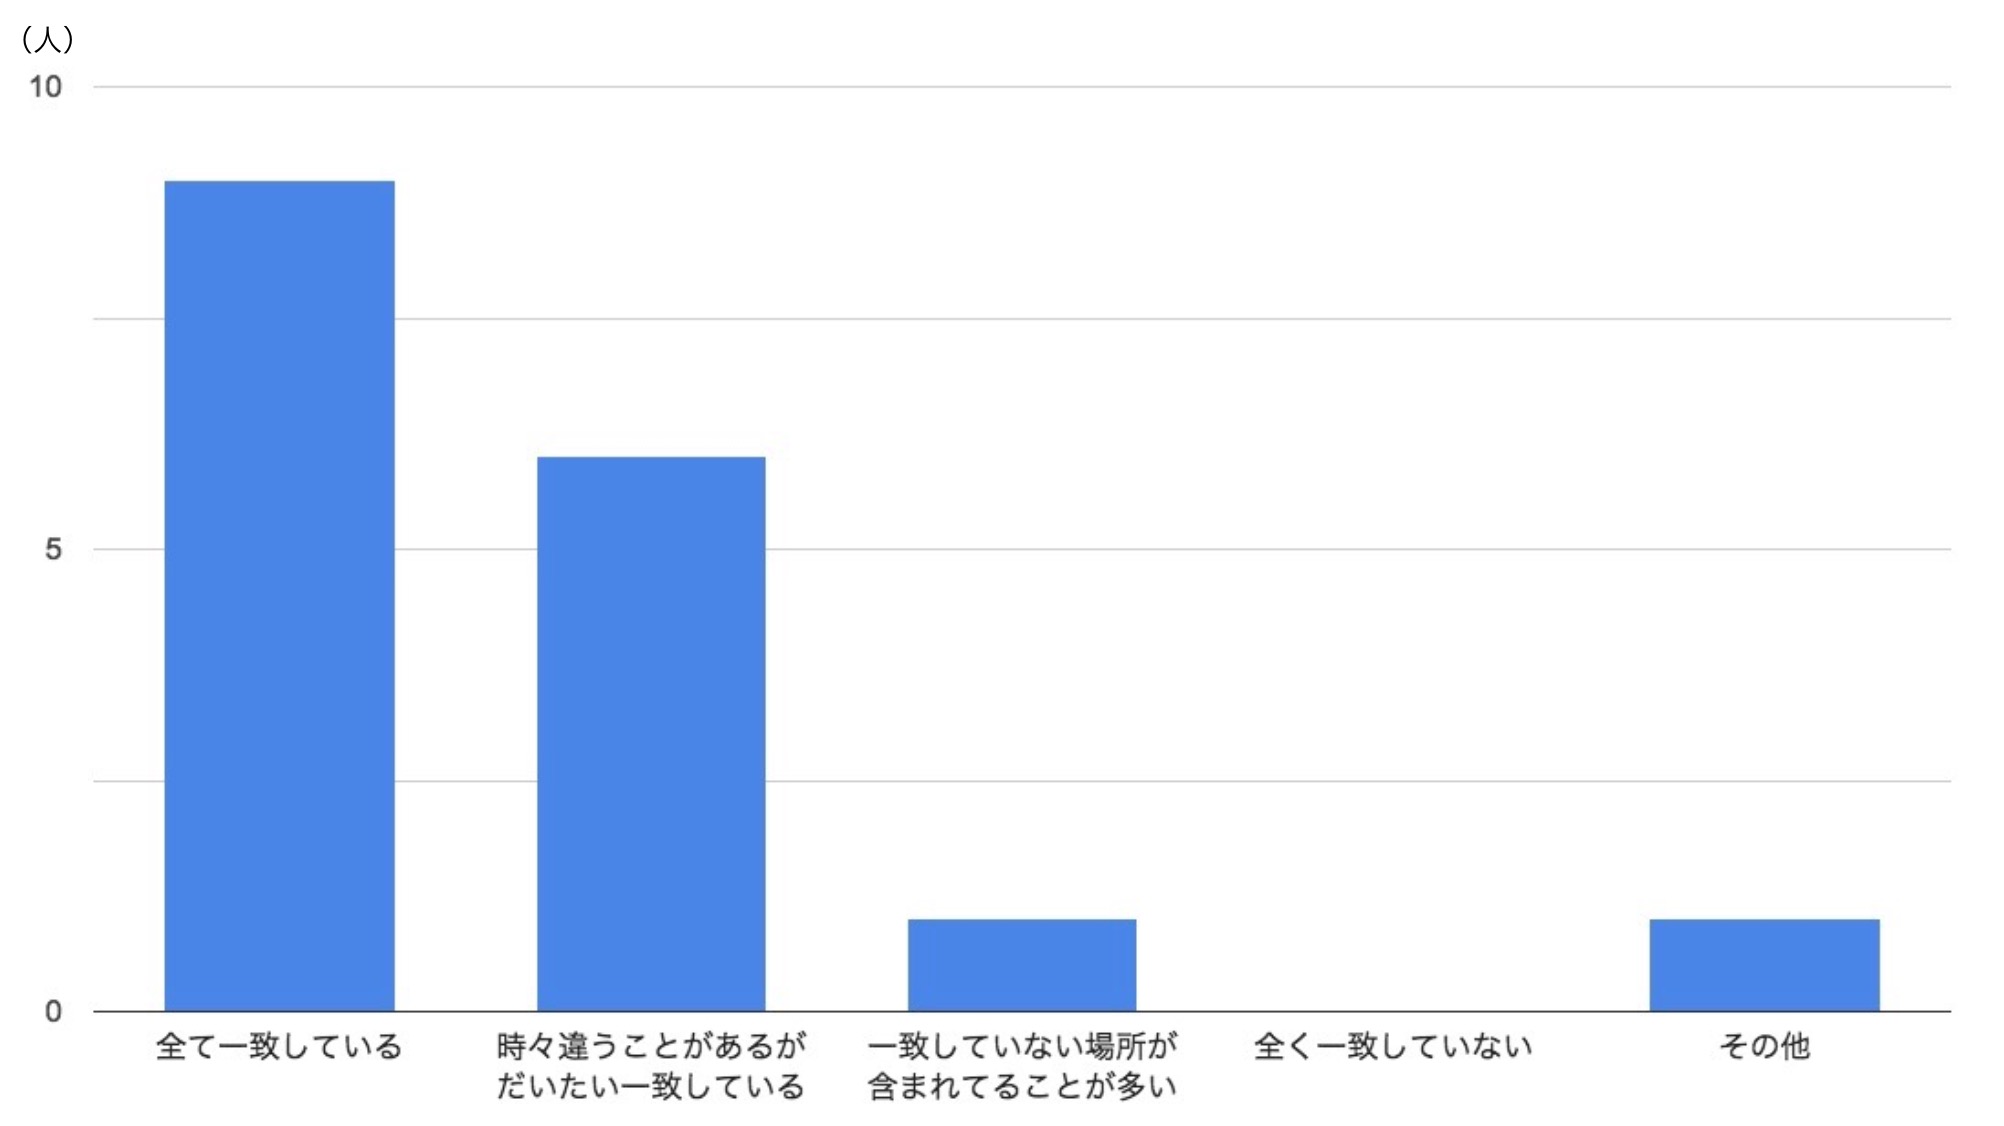 （人）
10
5
0
全て一致している
時々違うことがあるが
だいたい一致している
一致していない場所が
含まれてることが多い
全く一致していない
その他